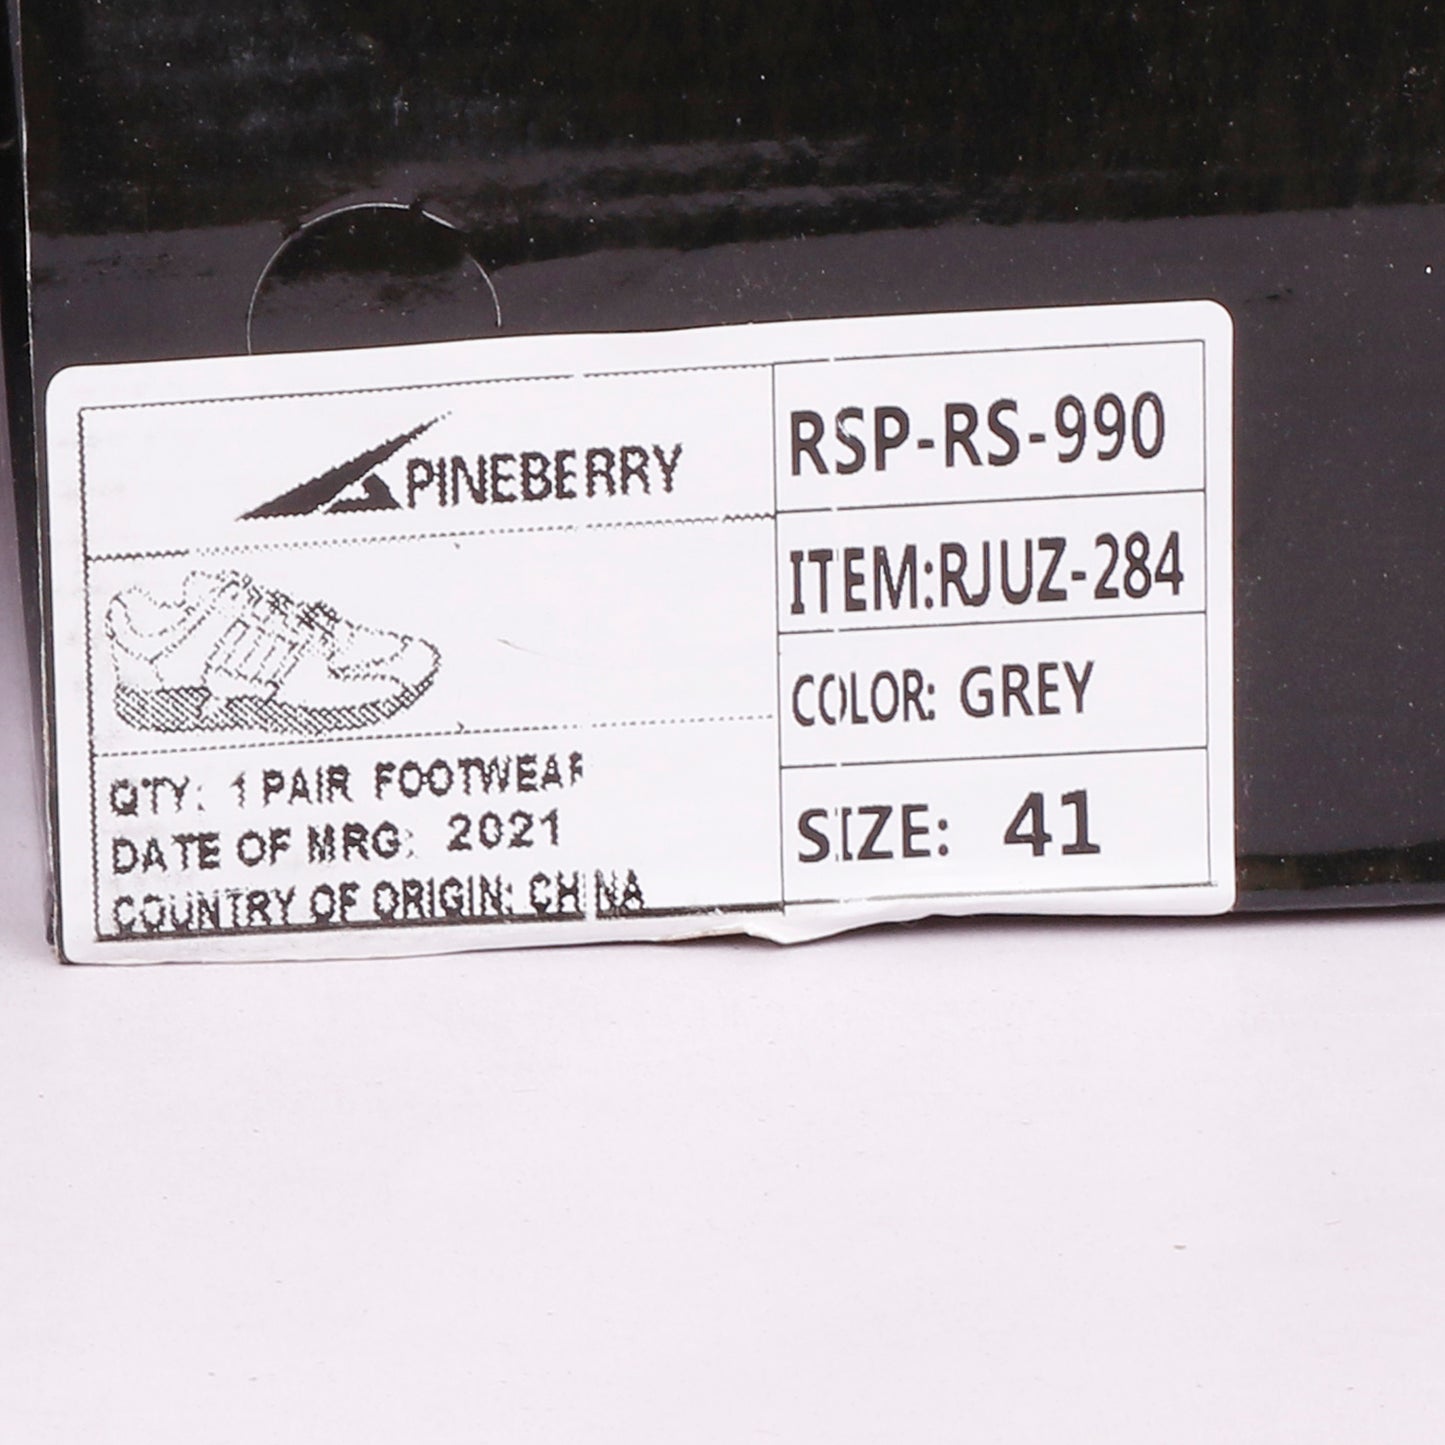 PINEBERRY
QTY: 1 PAIR FOOTWEAR
DATE OF MRG: 2021
COUNTRY OF ORIGIN: CHINA
RSP-RS-990
ITEM:RJUZ-284
COLOR: GREY
SIZE: 41